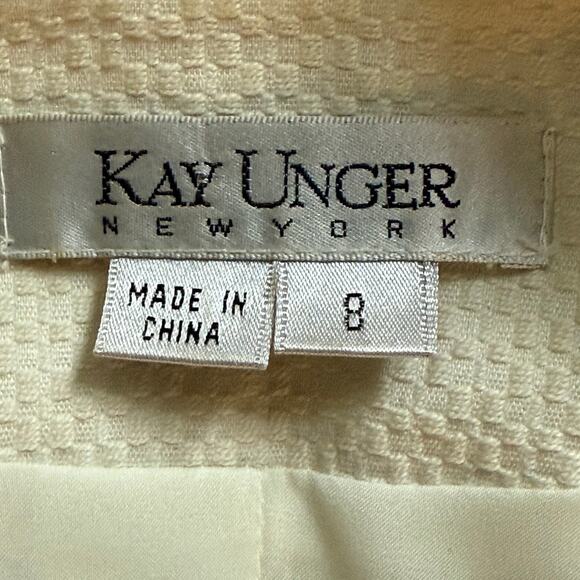 KAY UNGER
NEW YORK
MADE IN
CHINA
8